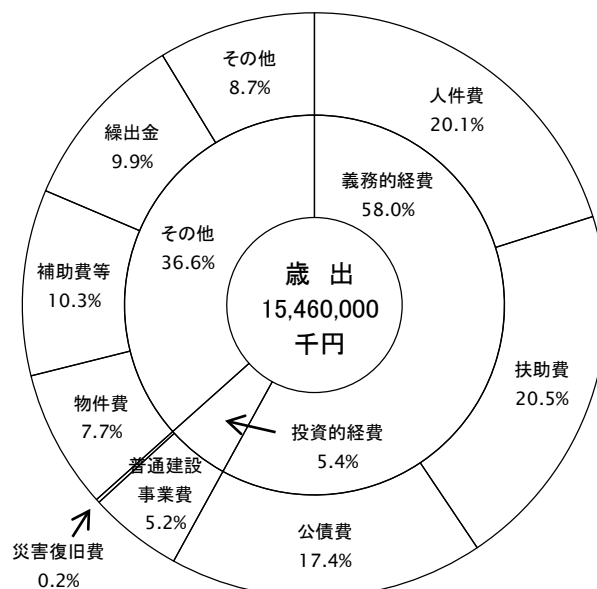 その他
8.7%
人件費
20.1%
繰出金
9.9%
義務的経費
58.0%
その他
36.6%
補助費等
10.3%
歳 出
15,460,000
千円
扶助費
20.5%
物件費
7.7%
投資的経費
5.4%
普通建設
事業費
5.2%
公債費
17.4%
災害復旧費
0.2%